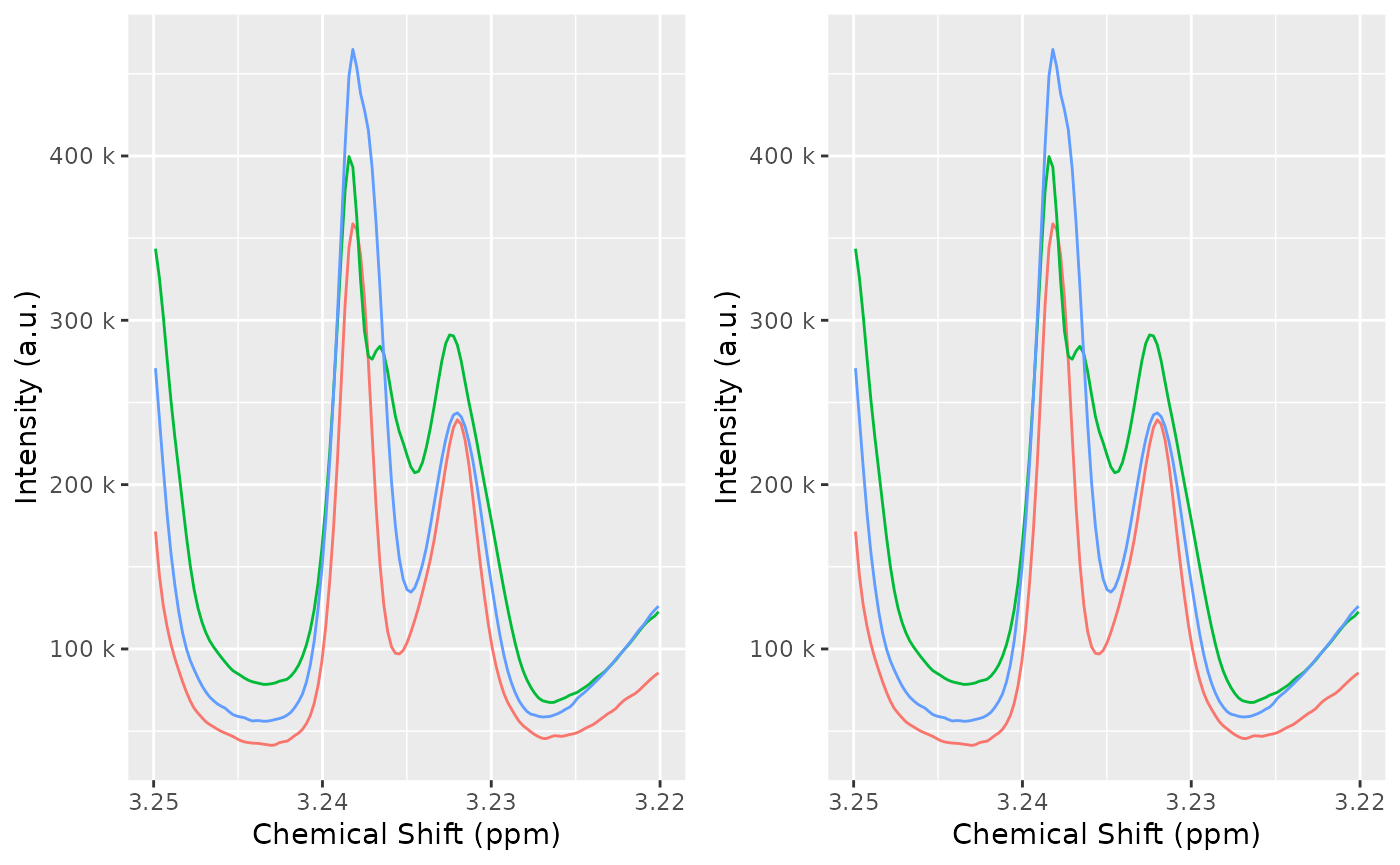 Intensity (a.u.)
400 k
300 k
200 k
100 k
3.25 3.24 3.23 3.22
Chemical Shift (ppm)
Intensity (a.u.)
400 k
300 k
200 k
100 k
3.25 3.24 3.23 3.22
Chemical Shift (ppm)